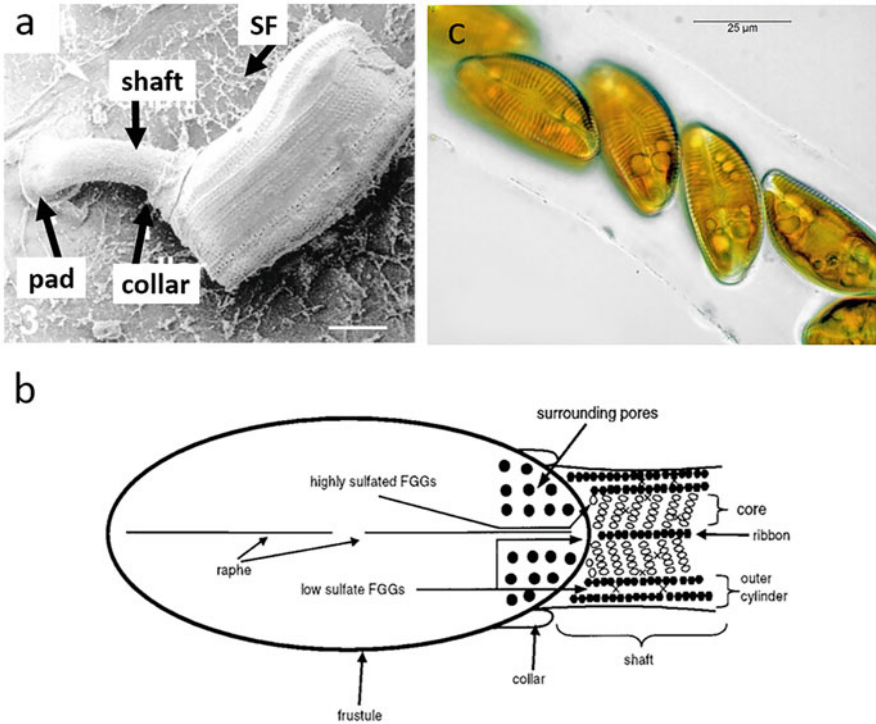 a
SF
shaft
pad
collar
3
c
25 µm
b
surrounding pores
highly sulfated FGGs
core
ribbon
raphe
low sulfate FGGs
outer
cylinder
collar
shaft
frustule